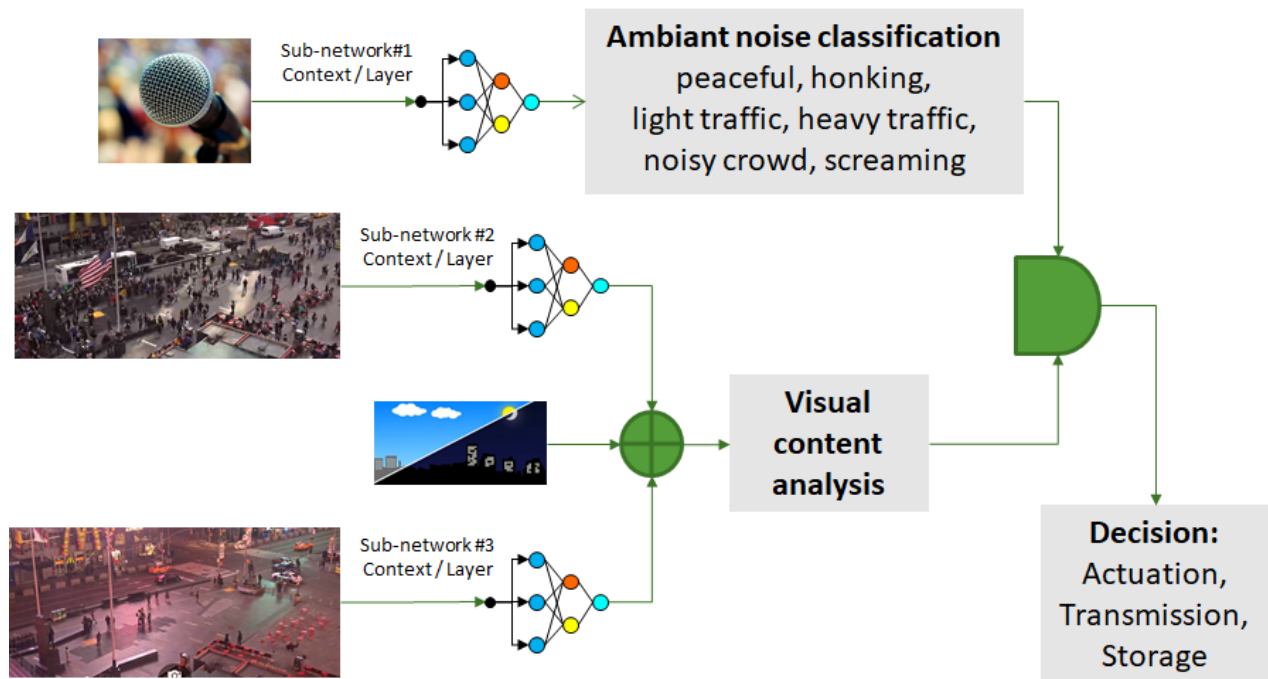 Sub-network#1
Context / Layer
Ambiant noise classification
peaceful, honking,
light traffic, heavy traffic,
noisy crowd, screaming
Sub-network #2
Context / Layer
Visual
content
analysis
Sub-network #3
Context / Layer
Decision:
Actuation,
Transmission,
Storage